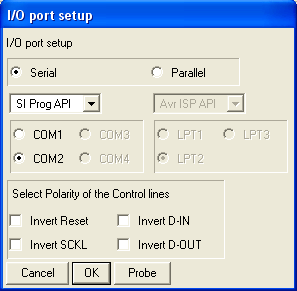 I/O port setup
I/O port setup
Serial Parallel
SI Prog API Avr ISP API
COM1 COM3 LPT1 LPT3
COM2 COM4 LPT2
Select Polarity of the Control lines
Invert Reset Invert D-IN
Invert SCKL Invert D-OUT
Cancel OK Probe